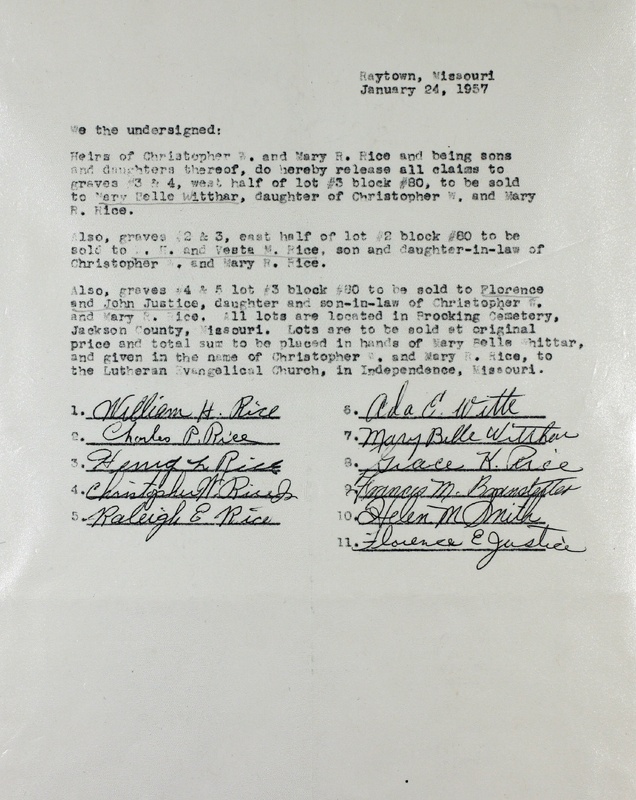 Raytown, Missouri
January 24, 1957
We the undersigned:
Heirs of Christopher W. and Mary R. Rice and being sons
and daughters thereof, do hereby release all claims to
graves #3 & 4, west half of lot #3 block #80, to be sold
to Mary Belle Witthar, daughter of Christopher W. and Mary
R. Rice.
Also, graves #2 & 3, east half of lot #2 block #80 to be
sold to H. and Vesta M. Rice, son and daughter-in-law of
Christopher W. and Mary R. Rice.
Also, graves #4 & 5 lot #3 block #80 to be sold to Florence
and John Justice, daughter and son-in-law of Christopher W.
and Mary R. Rice. All lots are located in Brooking Cemetery,
Jackson County, Missouri. Lots are to be sold at original
price and total sum to be placed in hands of Mary Belle Whittar,
and given in the name of Christopher W. and Mary R. Rice, to
the Lutheran Evangelical Church, in Independence, Missouri.
1. William H. Rice
2. Charles P. Rice
3. Henry L Rice
4. Christopher W. Rice Jr
5. Raleigh E Rice
6. Ada E. Witte
7. Mary Belle Witthar
8. Grace K. Rice
9. Frances M.
10. Helen M Smith
11. Florence E Justice